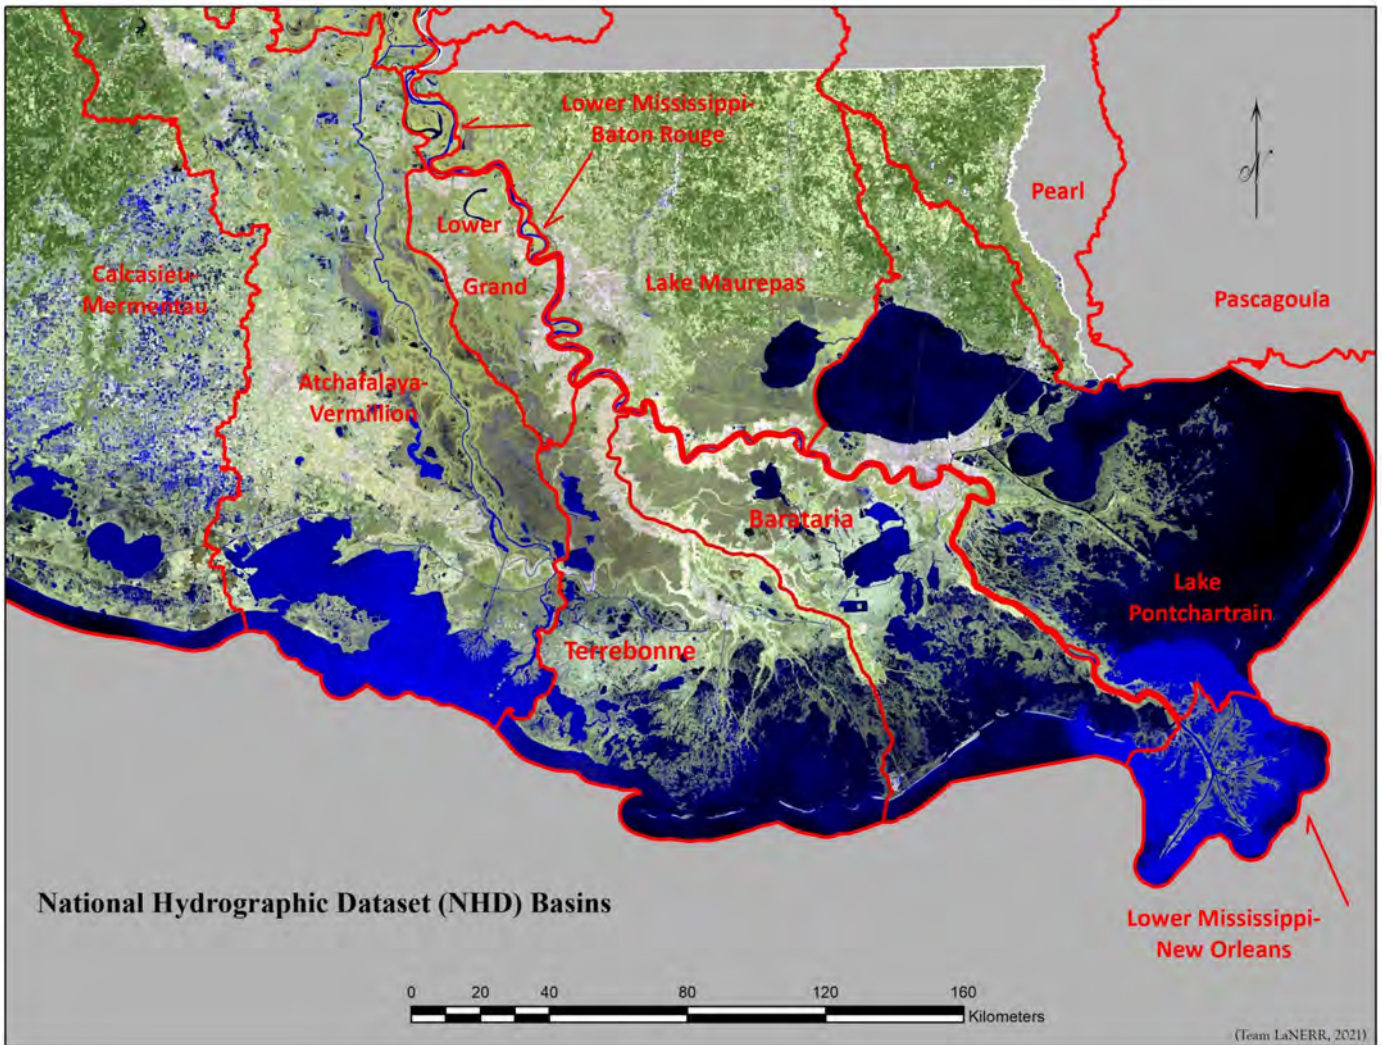 Lower Mississippi-
Baton Rouge
Pearl
Lower
Grand
Calcasieu-
Mermentau
Lake Maurepas
Pascagoula
Atchafalaya-
Vermillion
Barataria
Lake
Pontchartrain
Terrebonne
National Hydrographic Dataset (NHD) Basins
Lower Mississippi-
New Orleans
0 20 40 80 120 160
Kilometers
(Team LaNERR, 2021)
N